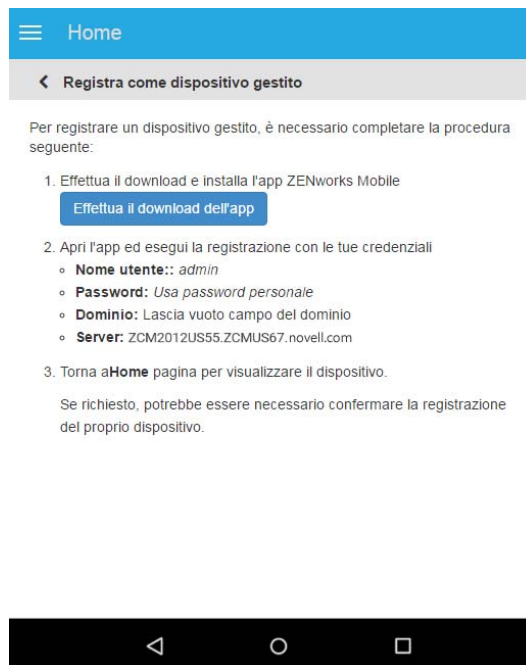 Home
Registra come dispositivo gestito
Per registrare un dispositivo gestito, è necessario completare la procedura
seguente:
1. Effettua il download e installa l'app ZENworks Mobile
Effettua il download dell'app
2. Apri l'app ed esegui la registrazione con le tue credenziali
Nome utente:: admin
Password: Usa password personale
Dominio: Lascia vuoto campo del dominio
Server: ZCM2012US55.ZCMUS67.novell.com
3. Torna aHome pagina per visualizzare il dispositivo.
Se richiesto, potrebbe essere necessario confermare la registrazione
del proprio dispositivo.